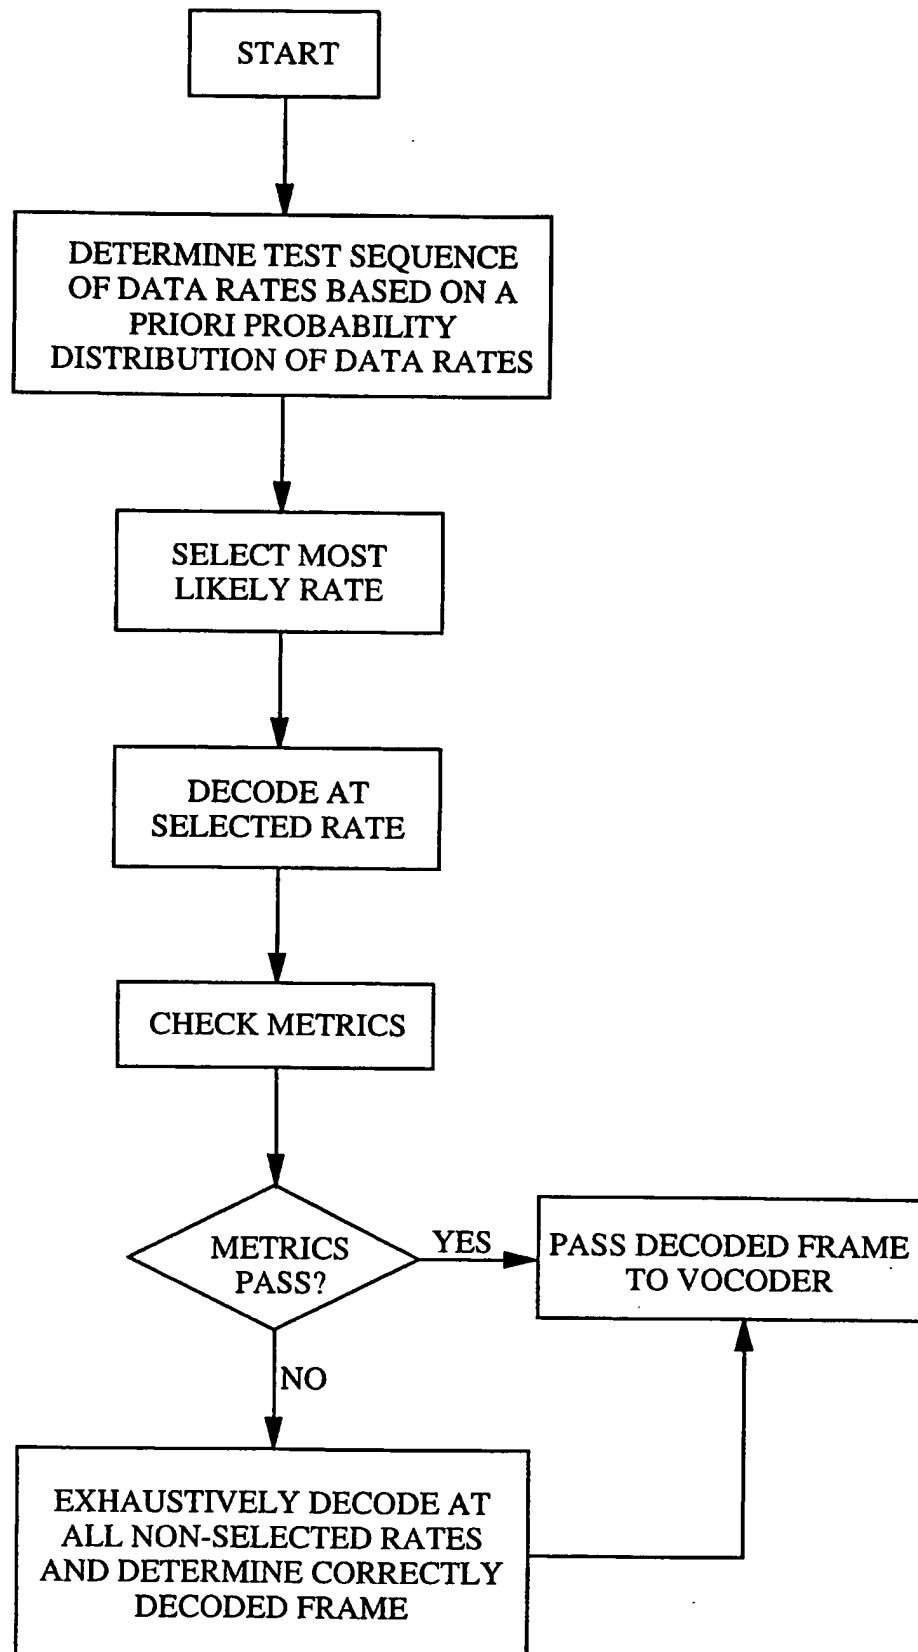 START
DETERMINE TEST SEQUENCE
OF DATA RATES BASED ON A
PRIORI PROBABILITY
DISTRIBUTION OF DATA RATES
SELECT MOST
LIKELY RATE
DECODE AT
SELECTED RATE
CHECK METRICS
METRICS
PASS?
YES
PASS DECODED FRAME
TO VOCODER
NO
EXHAUSTIVELY DECODE AT
ALL NON-SELECTED RATES
AND DETERMINE CORRECTLY
DECODED FRAME